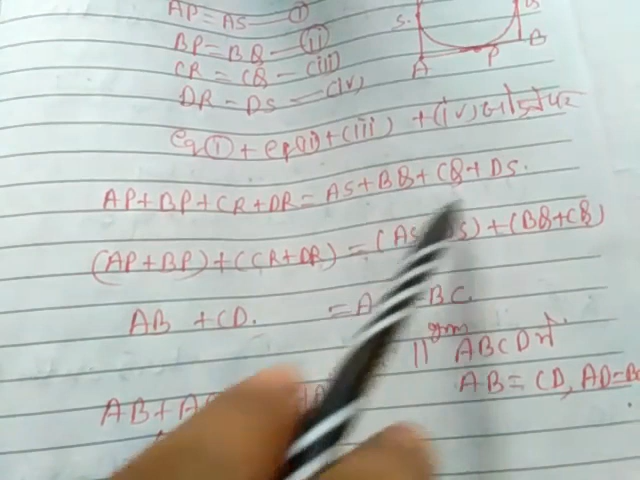 AP = AS — (i)
BP = BQ — (ii)
CR = CQ — (iii)
DR = DS — (iv)
S
A
P
B
eq (i) + eq (ii) + (iii) + (iv) जोड़ने पर
AP + BP + CR + DR = AS + BQ + CQ + DS.
(AP + BP) + (CR + DR) = (AS DS) + (BQ + CQ)
AB + CD. = A BC.
||gm ABCD में
AB = CD, AD = BC
AB + A